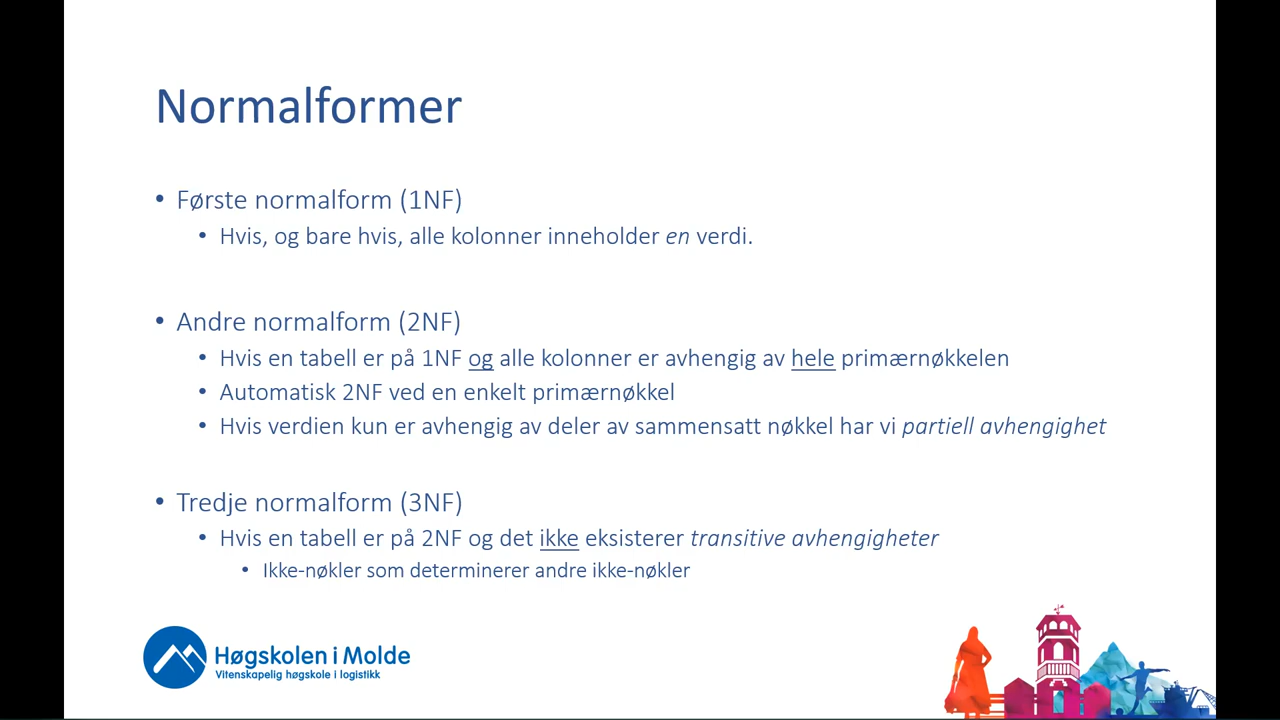 Normalformer
• Første normalform (1NF)
• Hvis, og bare hvis, alle kolonner inneholder en verdi.
• Andre normalform (2NF)
• Hvis en tabell er på 1NF og alle kolonner er avhengig av hele primærnøkkelen
• Automatisk 2NF ved en enkelt primærnøkkel
• Hvis verdien kun er avhengig av deler av sammensatt nøkkel har vi partiell avhengighet
• Tredje normalform (3NF)
• Hvis en tabell er på 2NF og det ikke eksisterer transitive avhengigheter
• Ikke-nøkler som determinerer andre ikke-nøkler
Høgskolen i Molde
Vitenskapelig høgskole i logistikk